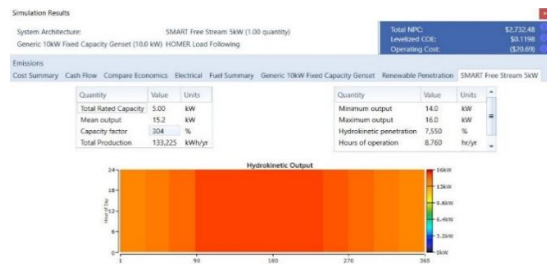 Simulation Results
System Architecture: SMART Free Stream 5kW (1.00 quantity)
Generic 10kW Fixed Capacity Genset (10.0 kW) HOMER Load Following
Total NPC: $2,732.48
Levelized COE: $0.1198
Operating Cost: ($20.69)
Emissions
Cost Summary Cash Flow Compare Economics Electrical Fuel Summary Generic 10kW Fixed Capacity Genset Renewable Penetration SMART Free Stream 5kW
Quantity Value Units
Total Rated Capacity 5.00 kW
Mean output 15.2 kW
Capacity factor 304 %
Total Production 133,225 kWh/yr
Quantity Value Units
Minimum output 14.0 kW
Maximum output 16.0 kW
Hydrokinetic penetration 7,550 %
Hours of operation 8,760 hr/yr
Hydrokinetic Output
Hour of Day
24
18
12
6
0
1 90 180 270 365
16kW
13kW
9.6kW
6.4kW
3.2kW
0kW